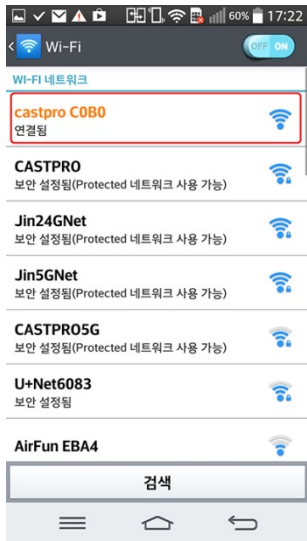 60% 17:22
Wi-Fi
OFF ON
WI-FI 네트워크
castpro C0B0
연결됨
CASTPRO
보안 설정됨(Protected 네트워크 사용 가능)
Jin24GNet
보안 설정됨(Protected 네트워크 사용 가능)
Jin5GNet
보안 설정됨(Protected 네트워크 사용 가능)
CASTPRO5G
보안 설정됨(Protected 네트워크 사용 가능)
U+Net6083
보안 설정됨
AirFun EBA4
검색